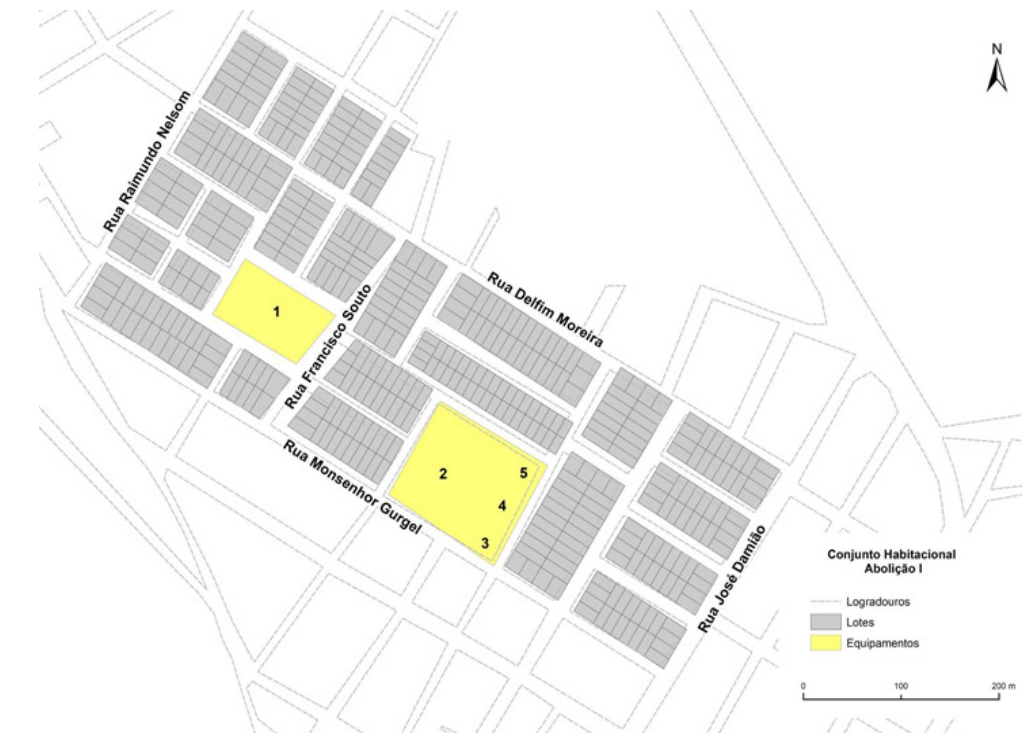 N
Rua Raimundo Nelsom
1
Rua Francisco Souto
Rua Delfim Moreira
2
5
4
3
Rua Monsenhor Gurgel
Rua José Damião
Conjunto Habitacional
Abolição I
Logradouros
Lotes
Equipamentos
0 100 200 m